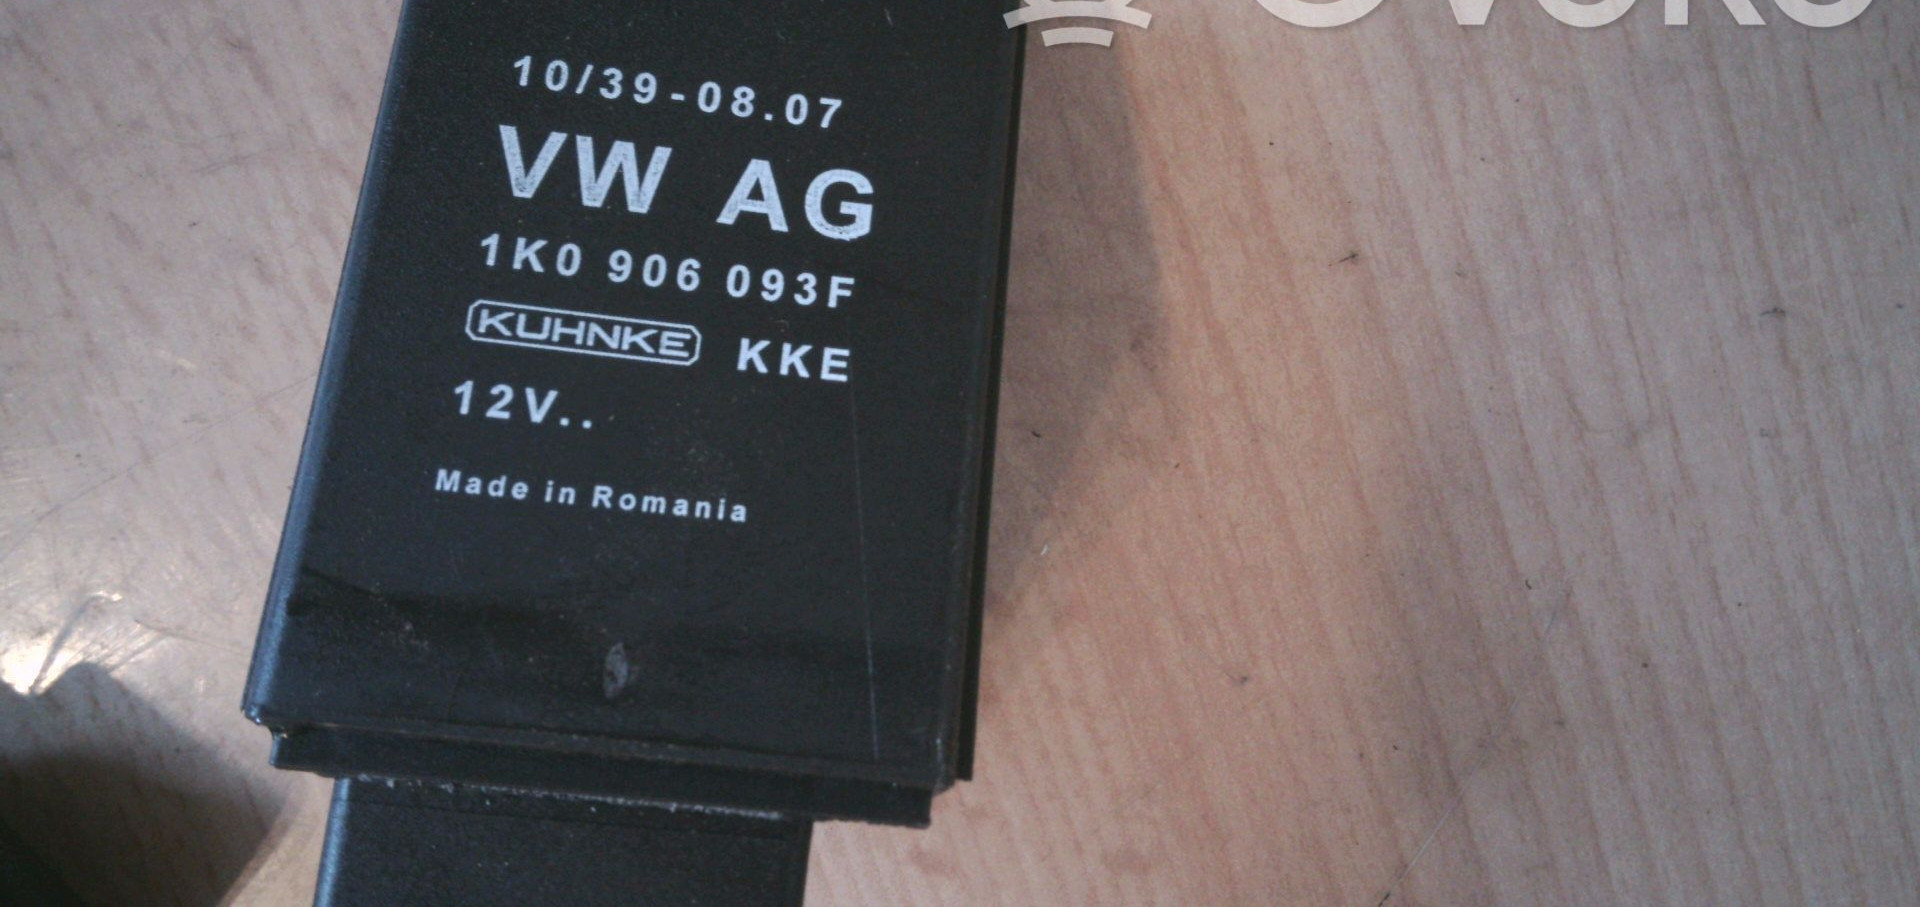 10/39-08.07
VW AG
1K0 906 093F
KUHNKE KKE
12V..
Made in Romania